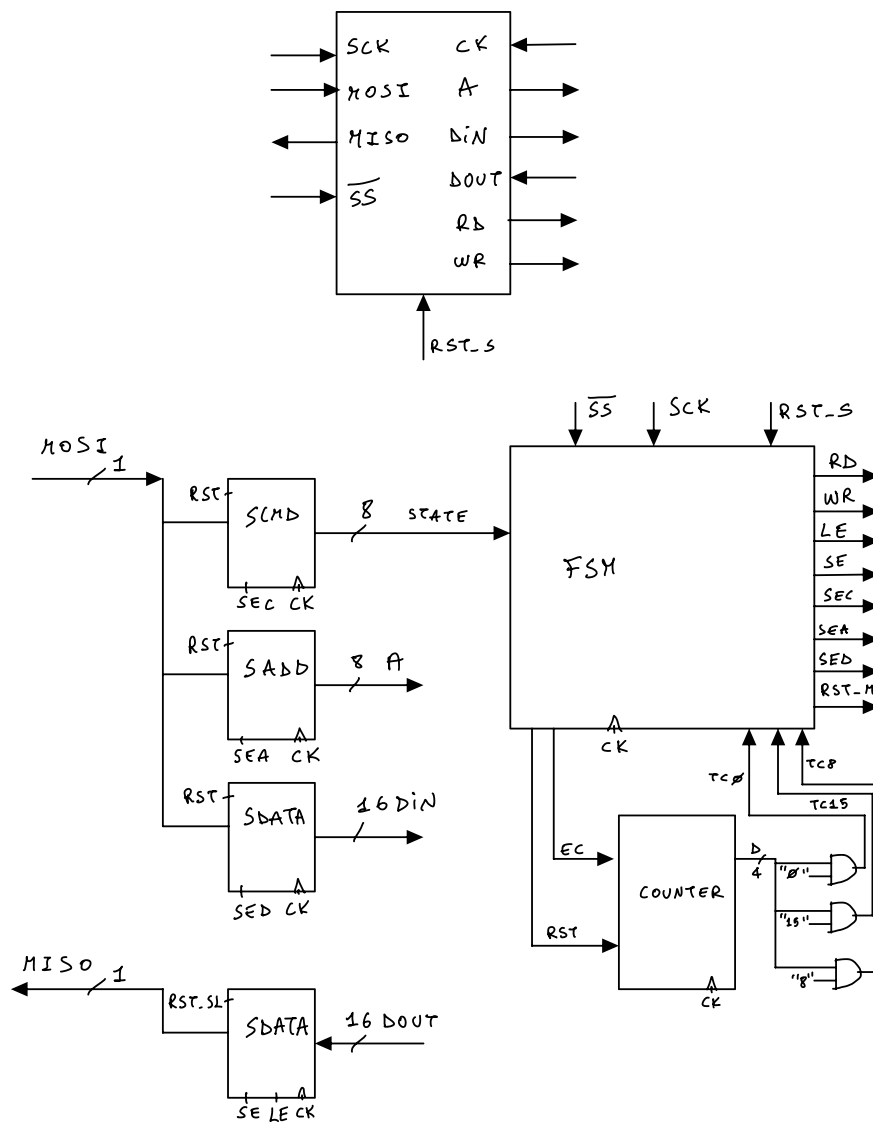 SCK CK
MOSI A
MISO DiN
SS DOUT
RD
WR
RST_S
SS SCK RST_S
MOSI 1
RST SCMD 8 STATE
SEC CK
FSM
RD
WR
LE
SE
SEC
SEA
SED
RST_M
CK
RST SADD 8 A
SEA CK
TCØ TC8
TC15
RST SDATA 16 DiN
SED CK
EC
COUNTER
D
4
"Ø"
"15"
"8"
RST
CK
MISO 1
RST_SL SDATA 16 DOUT
SE LE CK